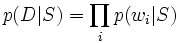 p(D|S) = ∏_i p(w_i|S)